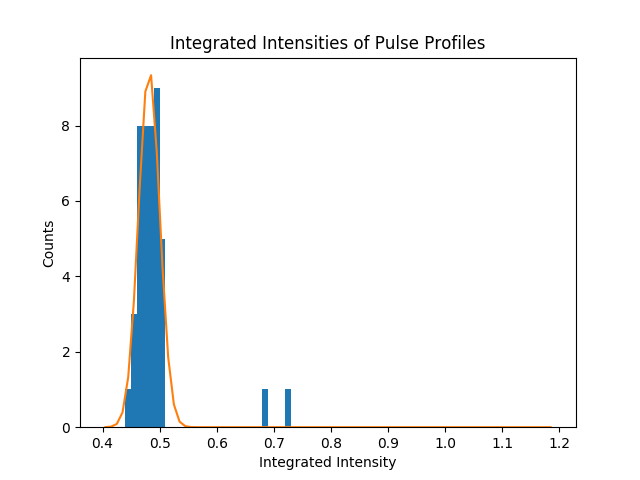 Integrated Intensities of Pulse Profiles
Counts
8
6
4
2
0
0.4 0.5 0.6 0.7 0.8 0.9 1.0 1.1 1.2
Integrated Intensity